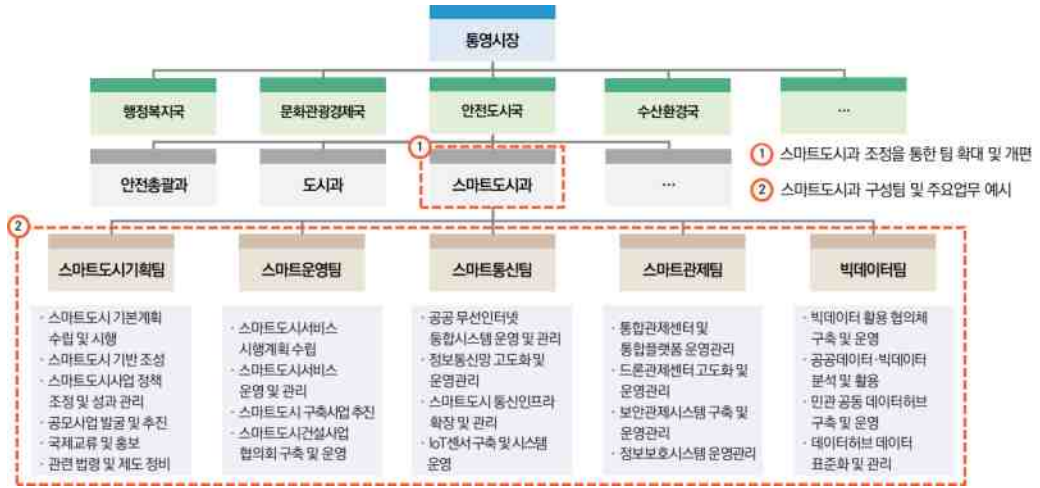 통영시장
행정복지국
문화관광경제국
안전도시국
수산환경국
…
①
① 스마트도시과 조정을 통한 팀 확대 및 개편
안전총괄과
도시과
스마트도시과
…
② 스마트도시과 구성팀 및 주요업무 예시
②
스마트도시기획팀
스마트운영팀
스마트통신팀
스마트관제팀
빅데이터팀
· 스마트도시 기본계획
수립 및 시행
· 스마트도시 기반 조성
· 스마트도시사업 정책
조정 및 성과 관리
· 공모사업 발굴 및 추진
· 국제교류 및 홍보
· 관련 법령 및 제도 정비
· 스마트도시서비스
시행계획 수립
· 스마트도시서비스
운영 및 관리
· 스마트도시 구축사업 추진
· 스마트도시건설사업
협의회 구축 및 운영
· 공공 무선인터넷
통합시스템 운영 및 관리
· 정보통신망 고도화 및
운영관리
· 스마트도시 통신인프라
확장 및 관리
· IoT센서 구축 및 시스템
운영
· 통합관제센터 및
통합플랫폼 운영관리
· 드론관제센터 고도화 및
운영관리
· 보안관제시스템 구축 및
운영관리
· 정보보호시스템 운영관리
· 빅데이터 활용 협의체
구축 및 운영
· 공공데이터·빅데이터
분석 및 활용
· 민관 공동 데이터허브
구축 및 운영
· 데이터허브 데이터
표준화 및 관리